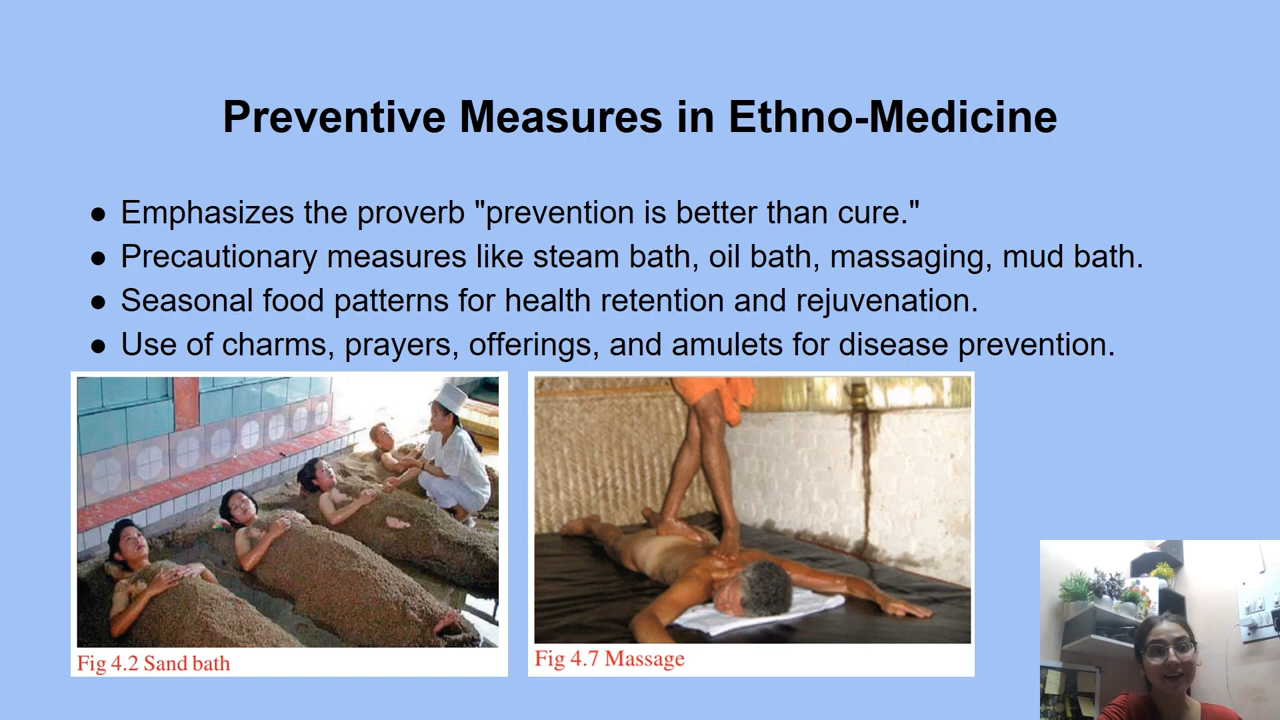 Preventive Measures in Ethno-Medicine
● Emphasizes the proverb "prevention is better than cure."
● Precautionary measures like steam bath, oil bath, massaging, mud bath.
● Seasonal food patterns for health retention and rejuvenation.
● Use of charms, prayers, offerings, and amulets for disease prevention.
Fig 4.2 Sand bath
Fig 4.7 Massage